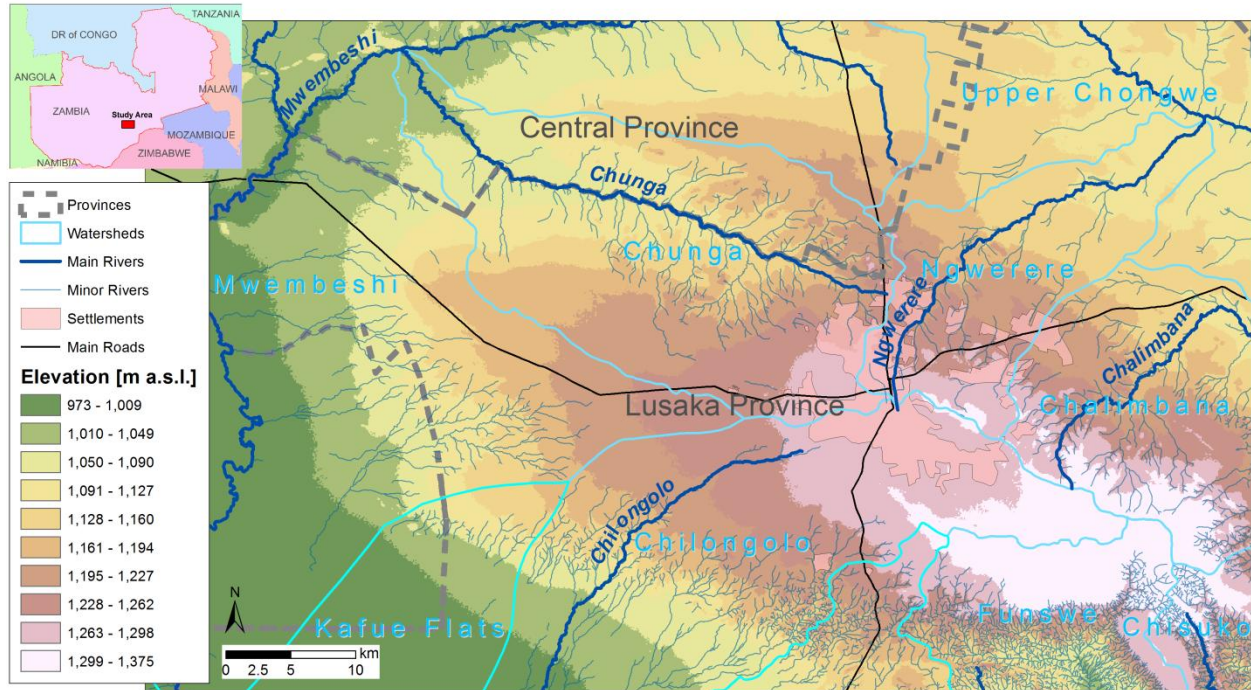 TANZANIA
DR of CONGO
ANGOLA
MALAWI
ZAMBIA
Study Area
MOZAMBIQUE
ZIMBABWE
NAMIBIA
Provinces
Watersheds
Main Rivers
Minor Rivers
Settlements
Main Roads
Elevation [m a.s.l.]
973 - 1,009
1,010 - 1,049
1,050 - 1,090
1,091 - 1,127
1,128 - 1,160
1,161 - 1,194
1,195 - 1,227
1,228 - 1,262
1,263 - 1,298
1,299 - 1,375
Mwembeshi
Upper Chongwe
Central Province
Chunga
Chunga
Ngwerere
Mwembeshi
Ngwerere
Chalimbana
Lusaka Province
Chalimbana
Chilongolo
Chilongolo
Funswe
Chisuko
Kafue Flats
N
km
0 2.5 5 10